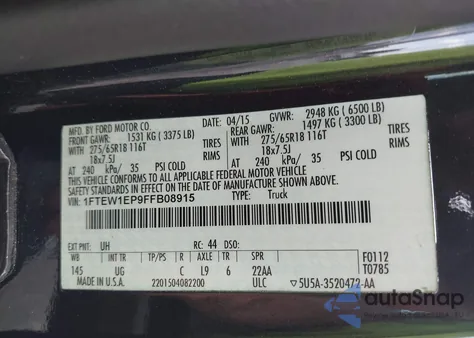 MFD. BY FORD MOTOR CO. 04/15 GVWR: 2948 KG ( 6500 LB)
FRONT GAWR: 1531 KG ( 3375 LB) REAR GAWR: 1497 KG ( 3300 LB)
WITH 275/65R18 116T TIRES WITH 275/65R18 116T TIRES
18x7.5J RIMS 18x7.5J RIMS
AT 240 kPa/ 35 PSI COLD AT 240 kPa/ 35 PSI COLD
THIS VEHICLE CONFORMS TO ALL APPLICABLE FEDERAL MOTOR VEHICLE
SAFETY STANDARDS IN EFFECT ON THE DATE OF MANUFACTURE SHOWN ABOVE.
VIN: 1FTEW1EP9FFB08915 TYPE: Truck
EXT PNT: UH RC: 44 DSO: F0112
WB BRK INT TR TP/PS R AXLE TR SPR T0785
145 UG C L9 6 22AA
MADE IN U.S.A. 2201504082200 ULC 5U5A-3520472-AA
autoSnap